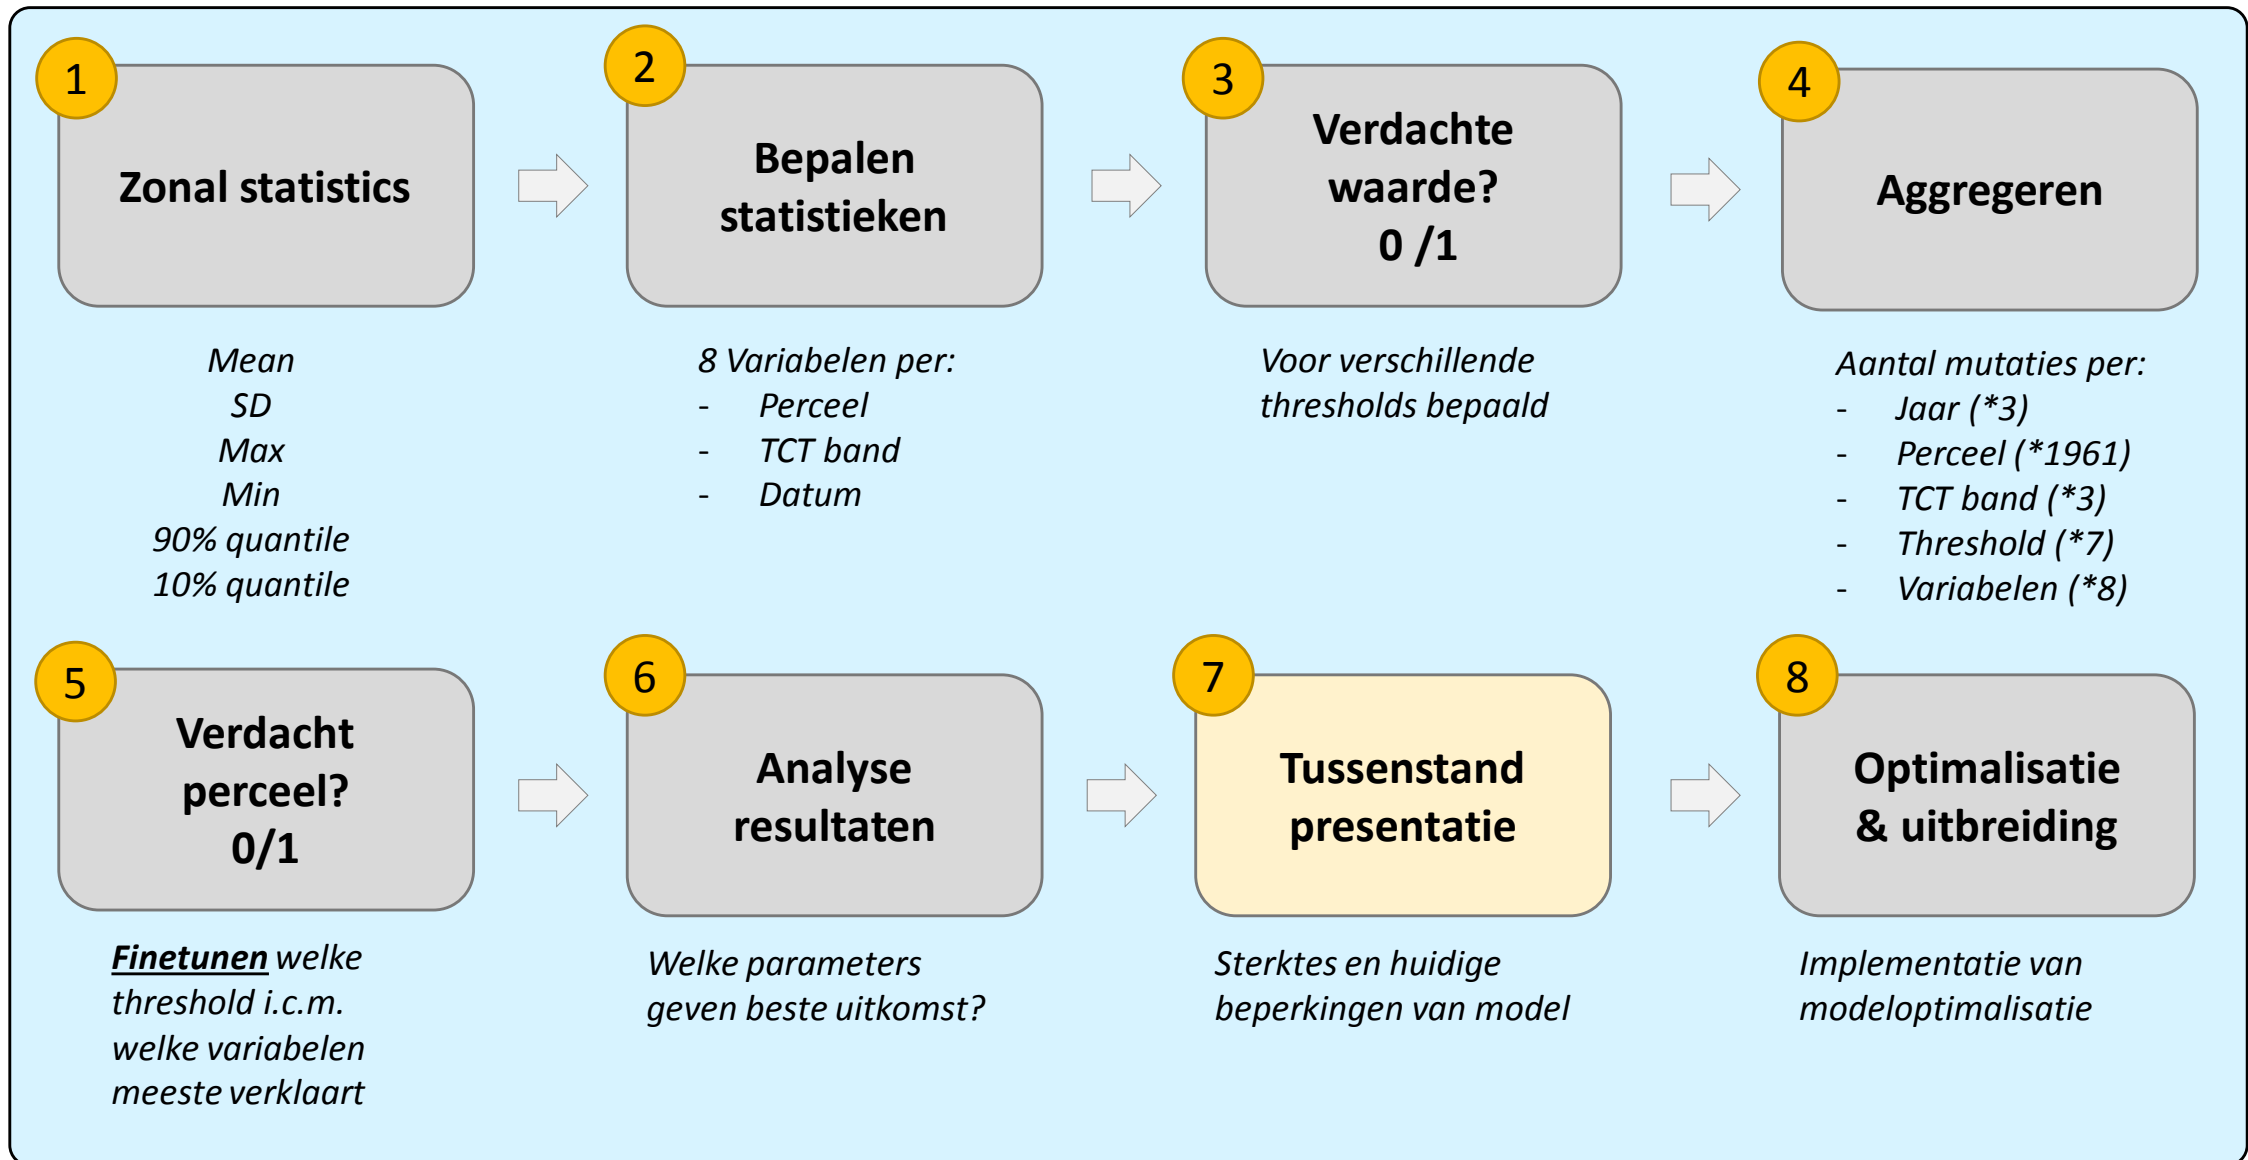 1
Zonal statistics
Mean
SD
Max
Min
90% quantile
10% quantile
2
Bepalen
statistieken
8 Variabelen per:
- Perceel
- TCT band
- Datum
3
Verdachte
waarde?
0 /1
Voor verschillende
thresholds bepaald
4
Aggregeren
Aantal mutaties per:
- Jaar (*3)
- Perceel (*1961)
- TCT band (*3)
- Threshold (*7)
- Variabelen (*8)
5
Verdacht
perceel?
0/1
Finetunen welke
threshold i.c.m.
welke variabelen
meeste verklaart
6
Analyse
resultaten
Welke parameters
geven beste uitkomst?
7
Tussenstand
presentatie
Sterktes en huidige
beperkingen van model
8
Optimalisatie
& uitbreiding
Implementatie van
modeloptimalisatie